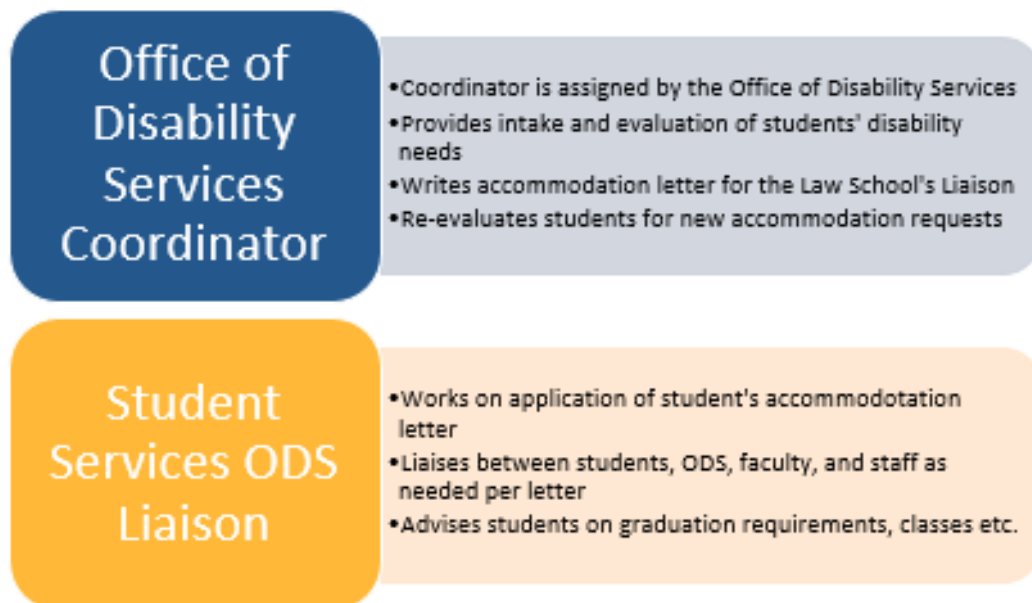 Office of
Disability
Services
Coordinator
•Coordinator is assigned by the Office of Disability Services
•Provides intake and evaluation of students' disability
needs
•Writes accommodation letter for the Law School's Liaison
•Re-evaluates students for new accommodation requests
Student
Services ODS
Liaison
•Works on application of student's accommodotation
letter
•Liaises between students, ODS, faculty, and staff as
needed per letter
•Advises students on graduation requirements, classes etc.